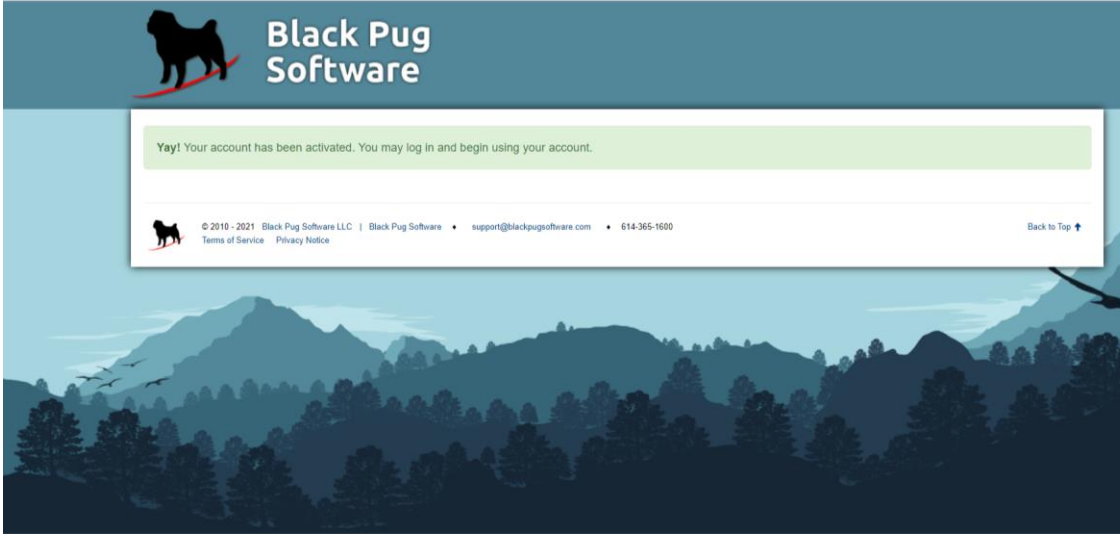 Black Pug
Software
Yay! Your account has been activated. You may log in and begin using your account.
© 2010 - 2021 Black Pug Software LLC | Black Pug Software ♦ support@blackpugsoftware.com ♦ 614-365-1600 Back to Top ↑
Terms of Service Privacy Notice